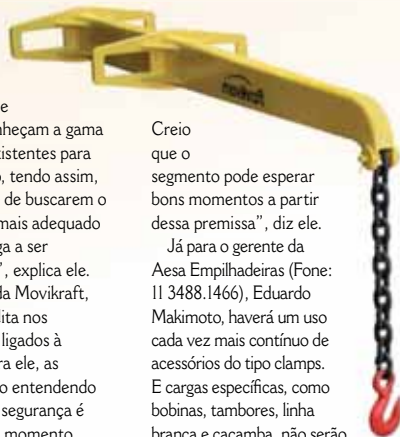 movikraft
e
nheçam a gama
xistentes para
o, tendo assim,
de buscarem o
mais adequado
ga a ser
”, explica ele.
da Movikraft,
dita nos
ligados à
ra ele, as
o entendendo
segurança é
momento
Creio
que o
segmento pode esperar
bons momentos a partir
dessa premissa”, diz ele.
Já para o gerente da
Aesa Empilhadeiras (Fone:
11 3488.1466), Eduardo
Makimoto, haverá um uso
cada vez mais contínuo de
acessórios do tipo clamps.
E cargas específicas, como
bobinas, tambores, linha
branca e caçamba, não serão